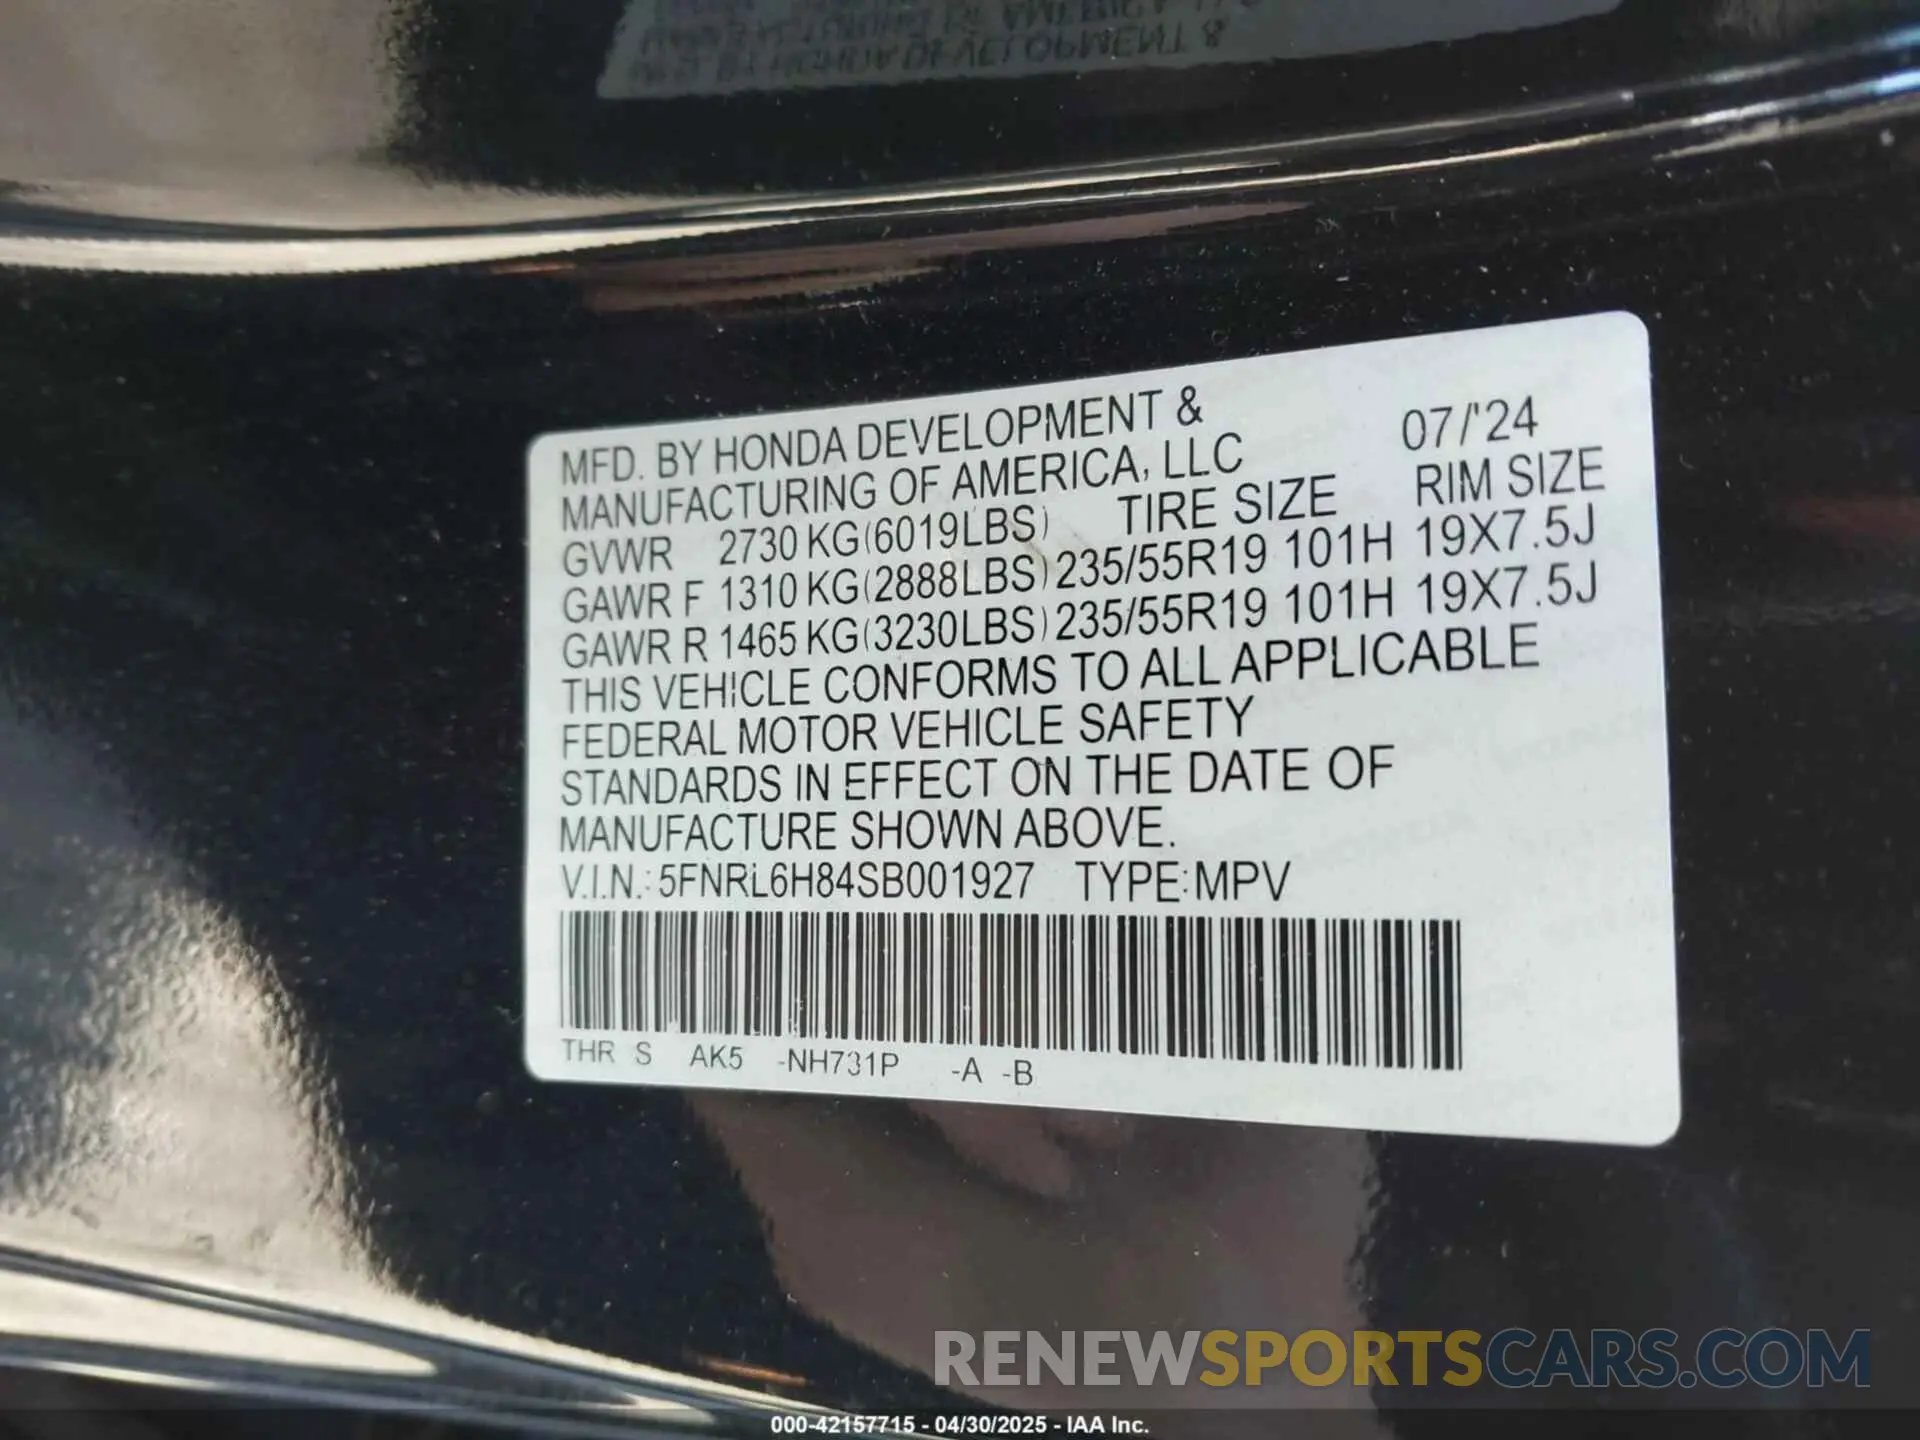 MFD. BY HONDA DEVELOPMENT &
MANUFACTURING OF AMERICA, LLC 07/'24
GVWR 2730 KG(6019LBS) TIRE SIZE RIM SIZE
GAWR F 1310 KG(2888LBS) 235/55R19 101H 19X7.5J
GAWR R 1465 KG(3230LBS) 235/55R19 101H 19X7.5J
THIS VEHICLE CONFORMS TO ALL APPLICABLE
FEDERAL MOTOR VEHICLE SAFETY
STANDARDS IN EFFECT ON THE DATE OF
MANUFACTURE SHOWN ABOVE.
V.I.N.: 5FNRL6H84SB001927 TYPE: MPV
THR S AK5 -NH731P -A -B
RENEWSPORTSCARS.COM
000-42157715 - 04/30/2025 - IAA Inc.